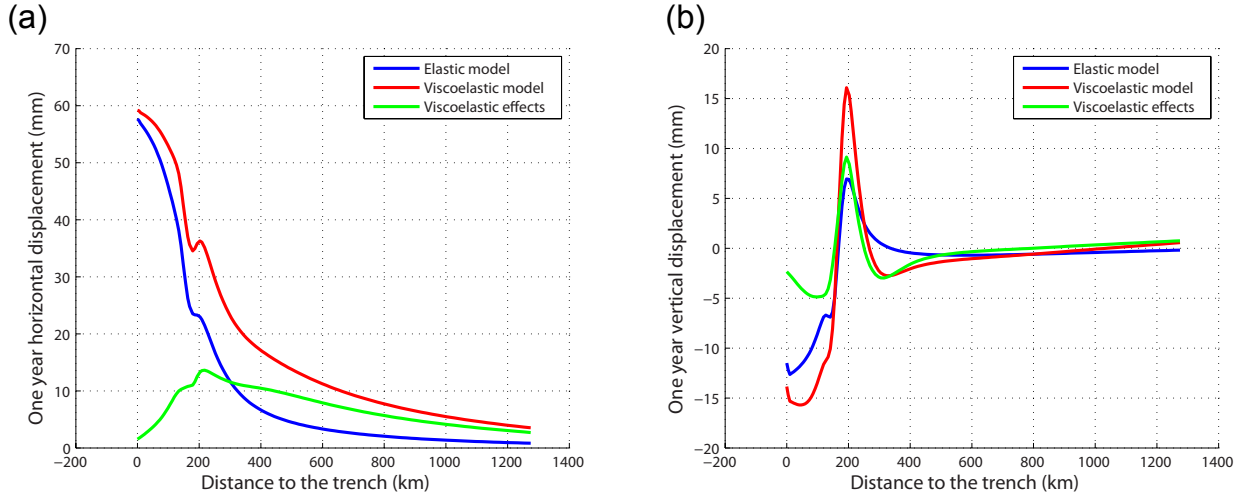 (a)
One year horizontal displacement (mm)
70
60
50
40
30
20
10
0
−200
0
200
400
600
800
1000
1200
1400
Distance to the trench (km)
Elastic model
Viscoelastic model
Viscoelastic effects
(b)
One year vertical displacement (mm)
20
15
10
5
0
−5
−10
−15
−20
−200
0
200
400
600
800
1000
1200
1400
Distance to the trench (km)
Elastic model
Viscoelastic model
Viscoelastic effects